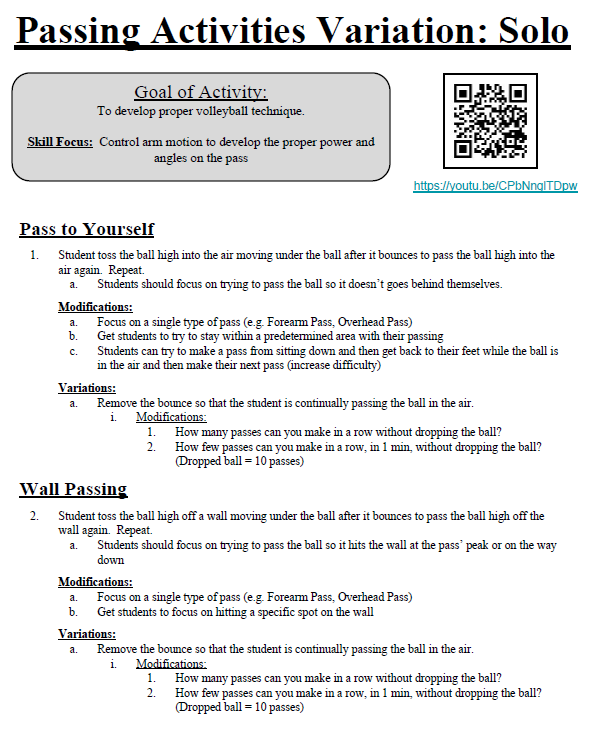 Passing Activities Variation: Solo
Goal of Activity:
To develop proper volleyball technique.
Skill Focus: Control arm motion to develop the proper power and
angles on the pass
https://youtu.be/CPbNnqlTDpw
Pass to Yourself
1. Student toss the ball high into the air moving under the ball after it bounces to pass the ball high into the
air again. Repeat.
a. Students should focus on trying to pass the ball so it doesn't goes behind themselves.
Modifications:
a. Focus on a single type of pass (e.g. Forearm Pass, Overhead Pass)
b. Get students to try to stay within a predetermined area with their passing
c. Students can try to make a pass from sitting down and then get back to their feet while the ball is
in the air and then make their next pass (increase difficulty)
Variations:
a. Remove the bounce so that the student is continually passing the ball in the air.
i. Modifications:
1. How many passes can you make in a row without dropping the ball?
2. How few passes can you make in a row, in 1 min, without dropping the ball?
(Dropped ball = 10 passes)
Wall Passing
2. Student toss the ball high off a wall moving under the ball after it bounces to pass the ball high off the
wall again. Repeat.
a. Students should focus on trying to pass the ball so it hits the wall at the pass' peak or on the way
down
Modifications:
a. Focus on a single type of pass (e.g. Forearm Pass, Overhead Pass)
b. Get students to focus on hitting a specific spot on the wall
Variations:
a. Remove the bounce so that the student is continually passing the ball in the air.
i. Modifications:
1. How many passes can you make in a row without dropping the ball?
2. How few passes can you make in a row, in 1 min, without dropping the ball?
(Dropped ball = 10 passes)